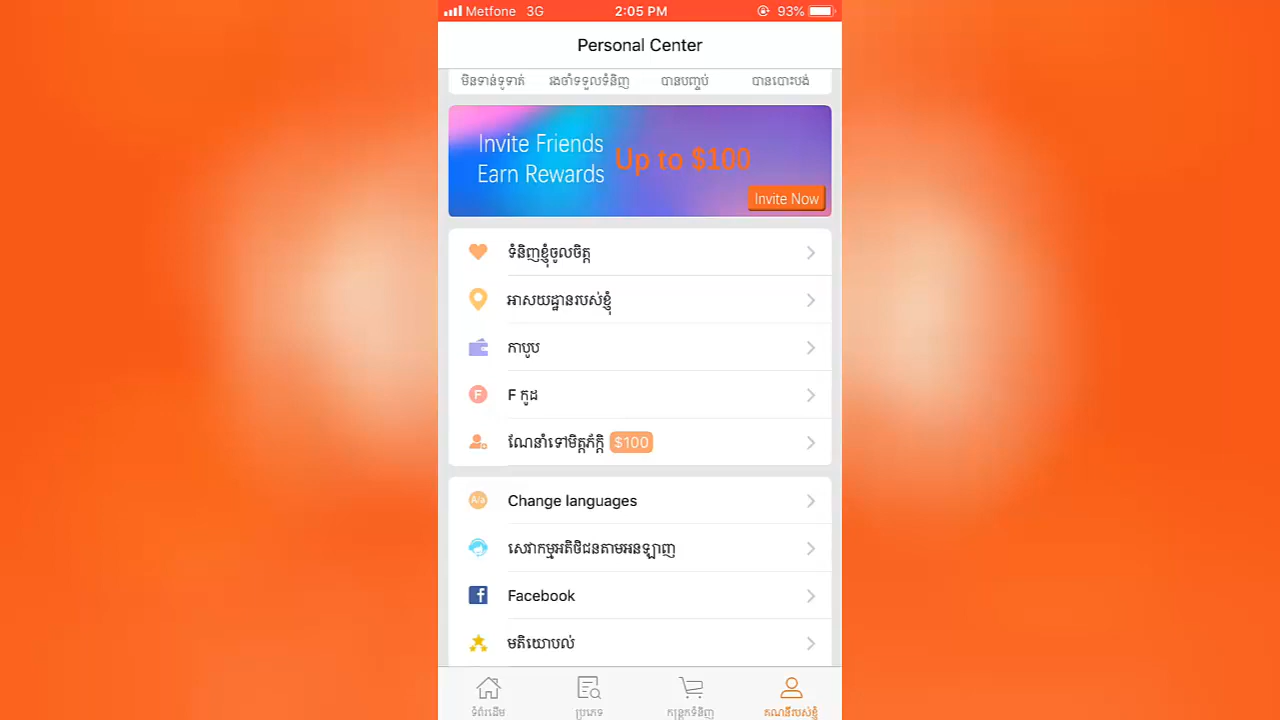 Metfone 3G 2:05 PM 93%
Personal Center
មិនទាន់ទូទាត់ រង់ចាំទទួលទំនិញ បានបញ្ចប់ បានបោះបង់
Invite Friends
Earn Rewards
Up to $100
Invite Now
ទំនិញខ្ញុំចូលចិត្ត
អាសយដ្ឋានរបស់ខ្ញុំ
កាបូប
F កូដ
ណែនាំទៅមិត្តភ័ក្តិ $100
Change languages
សេវាកម្មអតិថិជនតាមអនឡាញ
Facebook
មតិយោបល់
ទំព័រដើម ប្រភេទ កន្ត្រកទំនិញ គណនីរបស់ខ្ញុំ